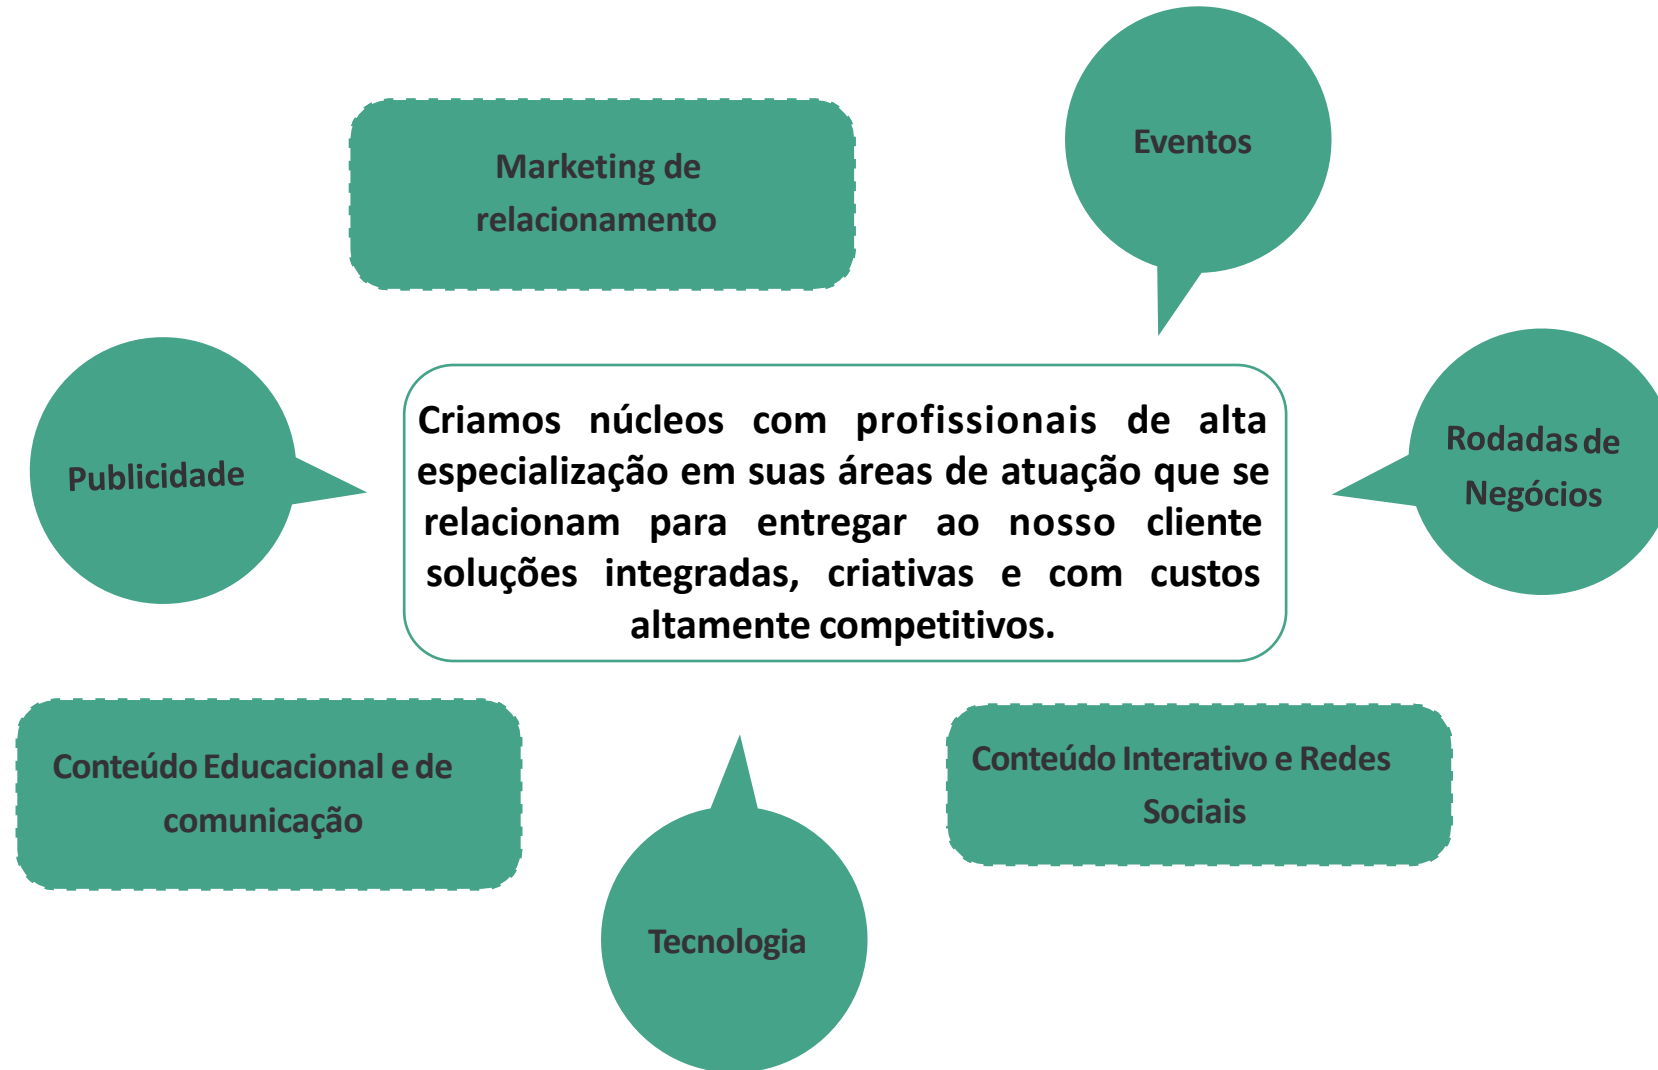 Eventos
Marketing de
relacionamento
Publicidade
Criamos núcleos com profissionais de alta
especialização em suas áreas de atuação que se
relacionam para entregar ao nosso cliente
soluções integradas, criativas e com custos
altamente competitivos.
Rodadas de
Negócios
Conteúdo Educacional e de
comunicação
Conteúdo Interativo e Redes
Sociais
Tecnologia